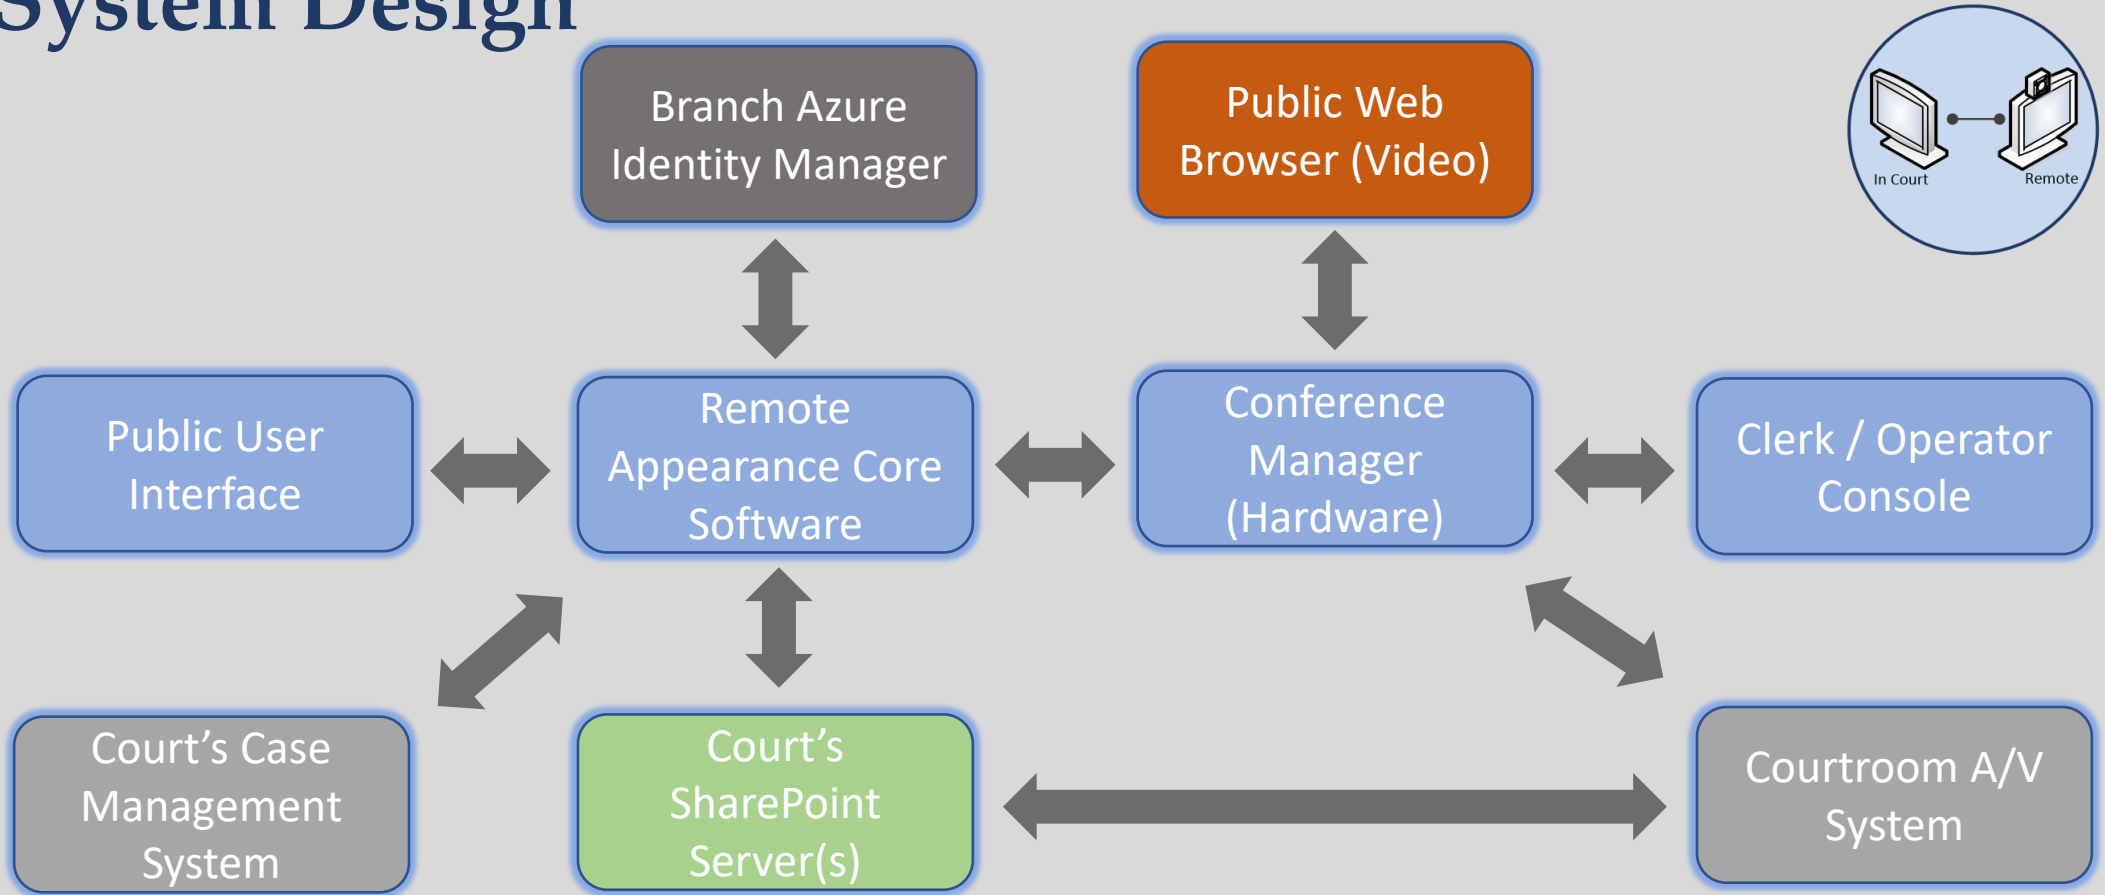 System Design
Branch Azure
Identity Manager
Public Web
Browser (Video)
In Court
Remote
Public User
Interface
Remote
Appearance Core
Software
Conference
Manager
(Hardware)
Clerk / Operator
Console
Court’s Case
Management
System
Court’s
SharePoint
Server(s)
Courtroom A/V
System